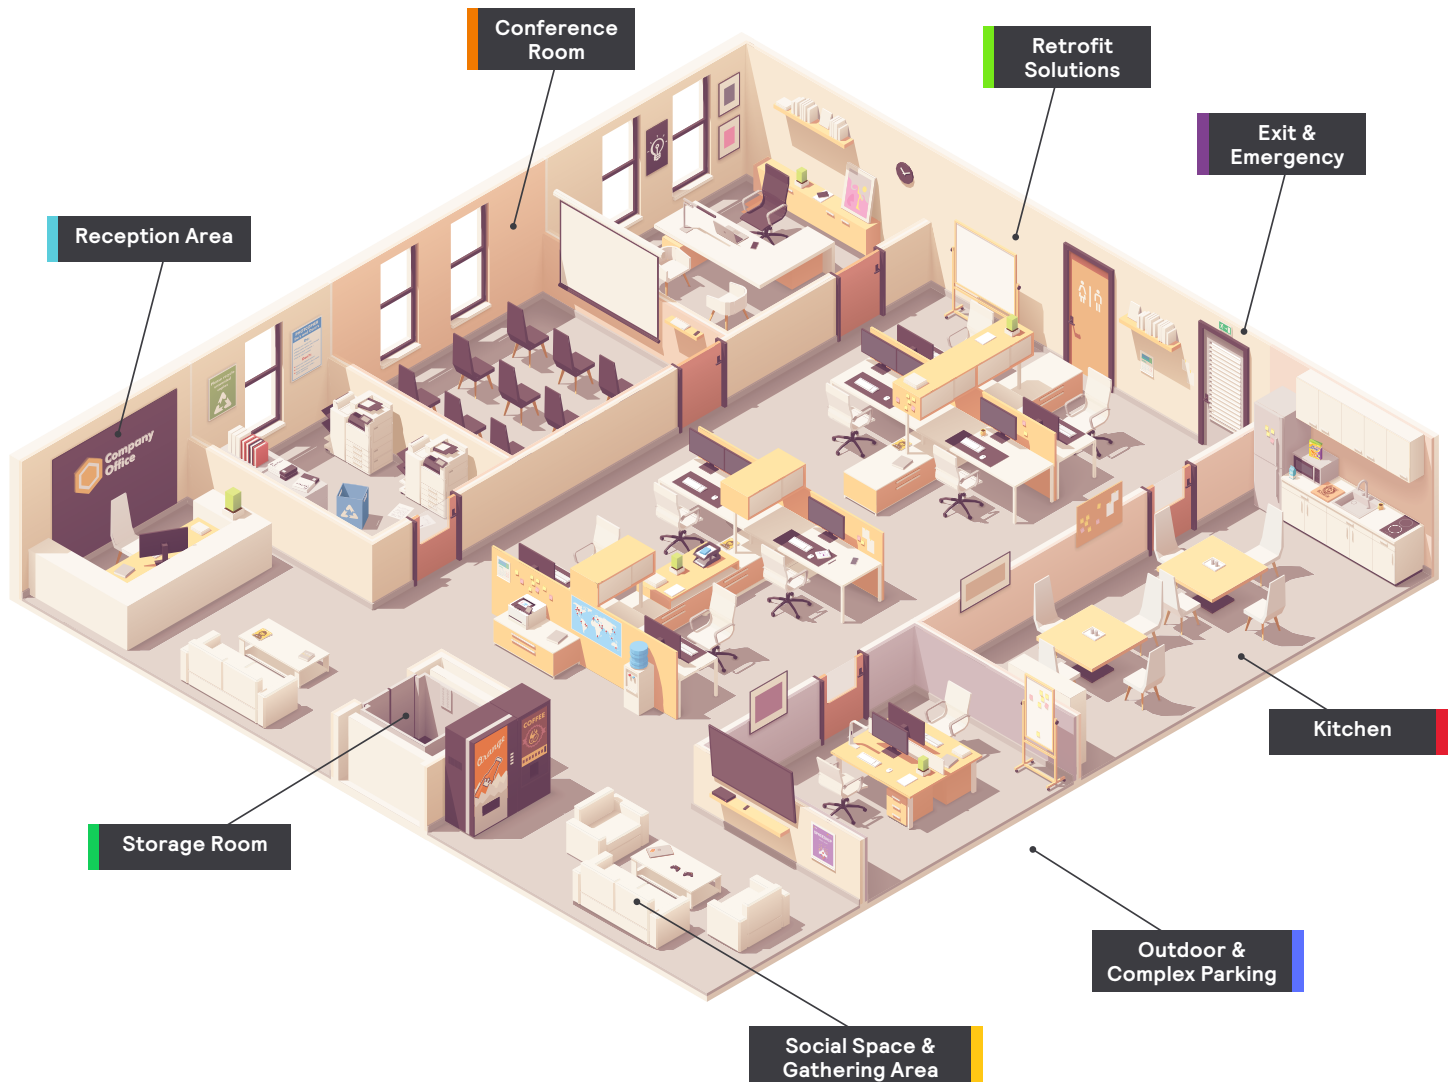 Conference
Room
Retrofit
Solutions
Exit &
Emergency
Reception Area
Company
Office
Orange
COFFEE
Kitchen
Storage Room
Outdoor &
Complex Parking
Social Space &
Gathering Area